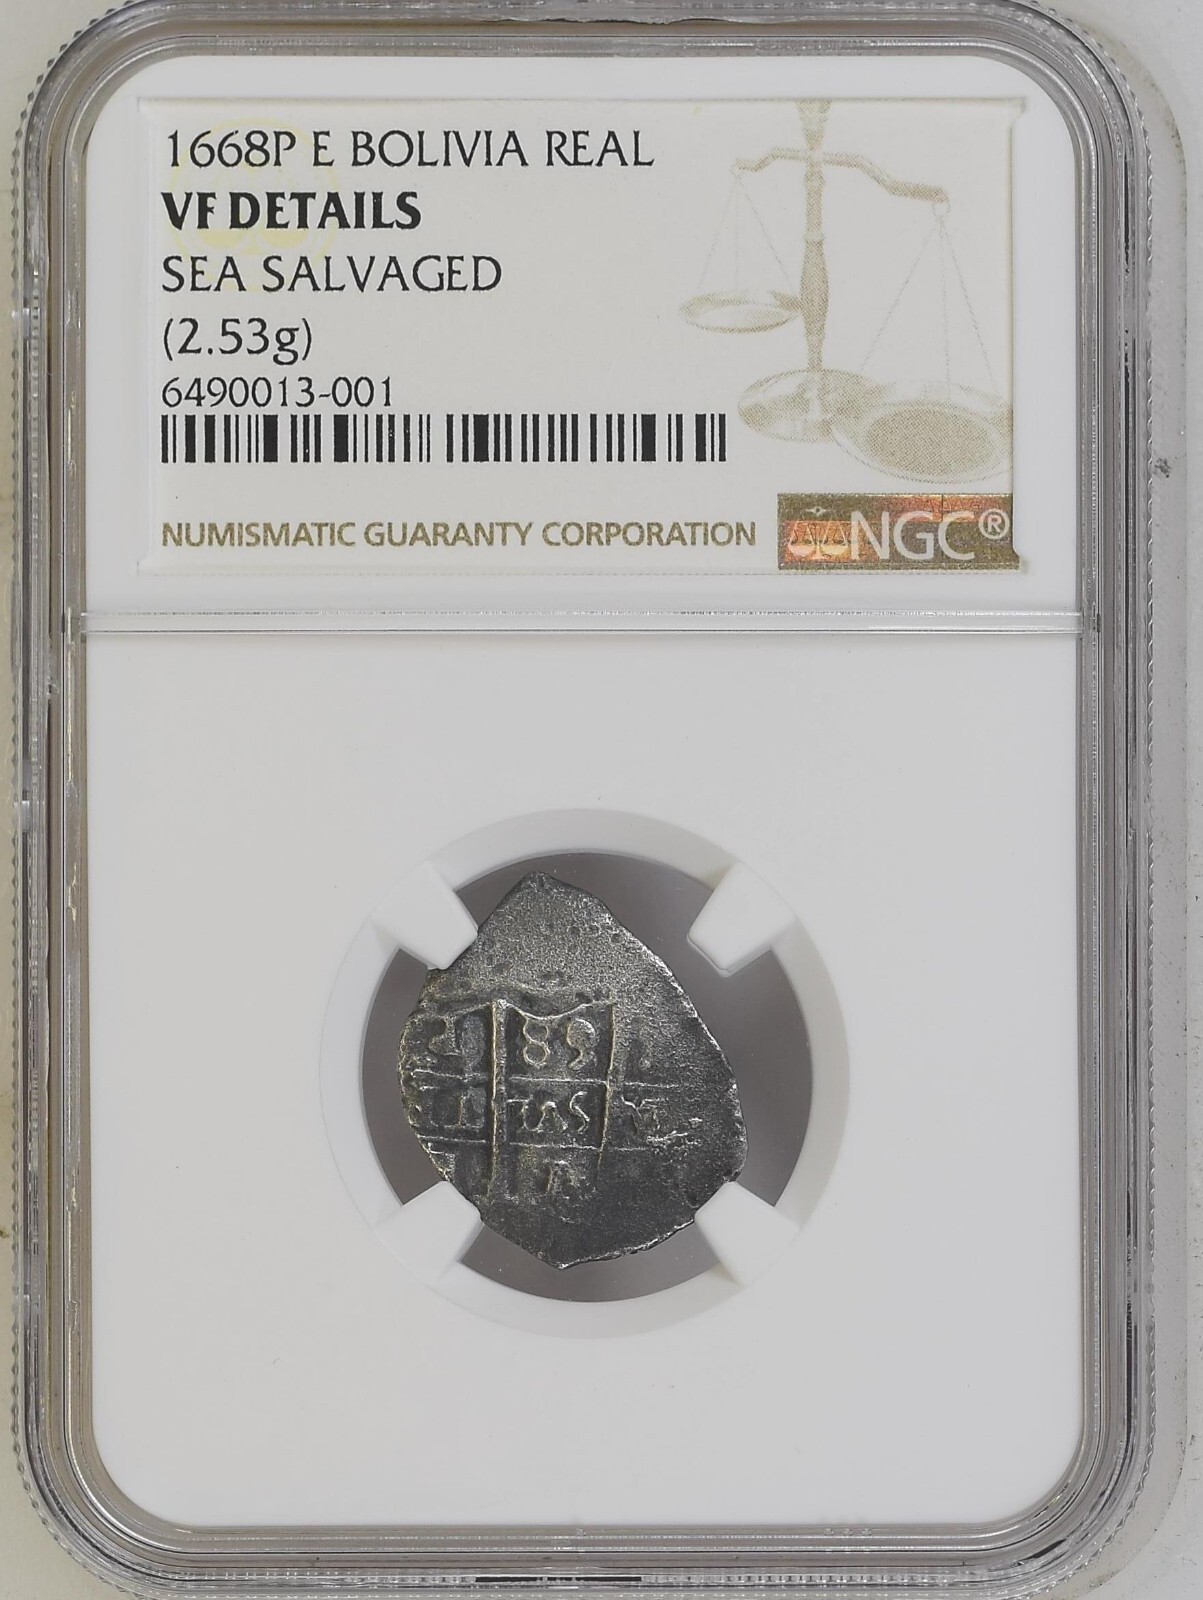 1668P E BOLIVIA REAL
VF DETAILS
SEA SALVAGED
(2.53g)
6490013-001
NUMISMATIC GUARANTY CORPORATION
NGC®